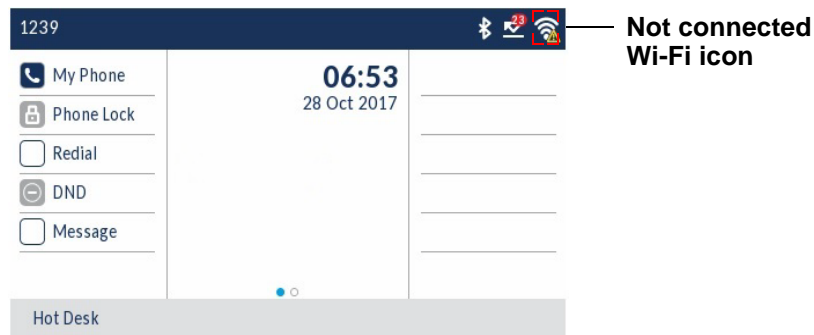 1239
23
Not connected
Wi-Fi icon
My Phone
Phone Lock
Redial
DND
Message
06:53
28 Oct 2017
Hot Desk